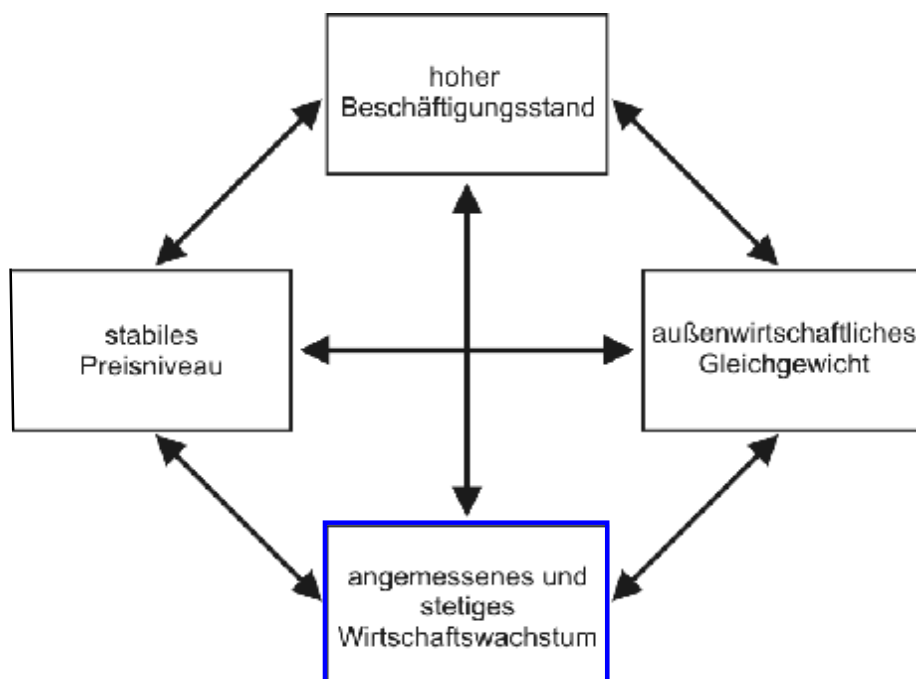 hoher
Beschäftigungsstand
stabiles
Preisniveau
außenwirtschaftliches
Gleichgewicht
angemessenes und
stetiges
Wirtschaftswachstum